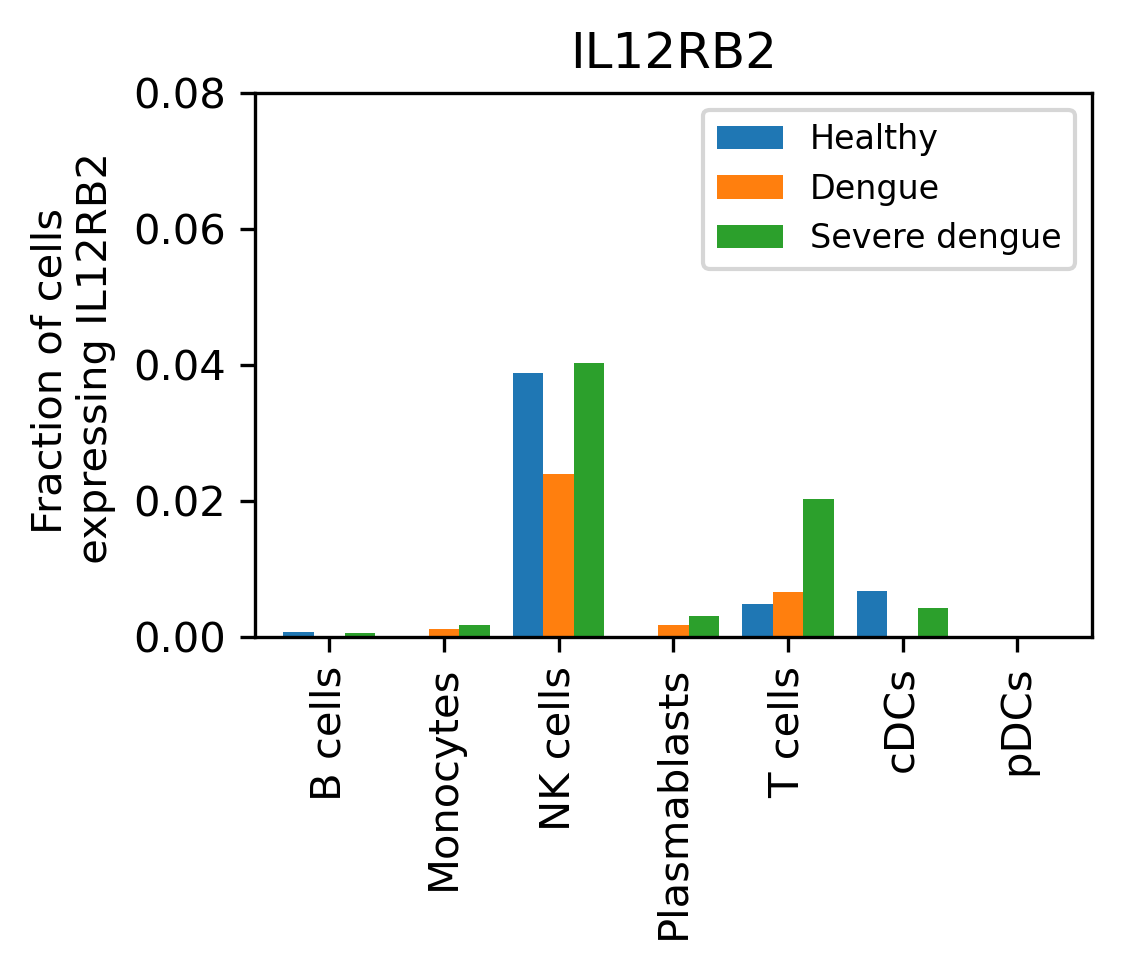 IL12RB2
Fraction of cells
expressing IL12RB2
0.08
0.06
0.04
0.02
0.00
Healthy
Dengue
Severe dengue
B cells
Monocytes
NK cells
Plasmablasts
T cells
cDCs
pDCs